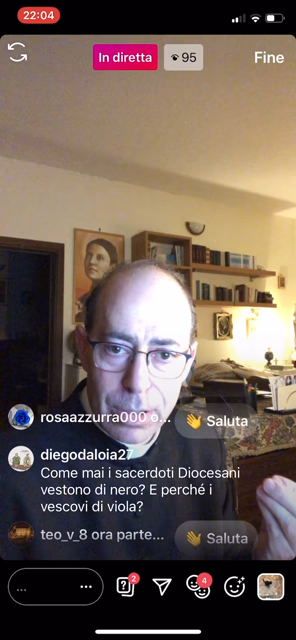 22:04
In diretta
95
Fine
rosaazzurra000 o...
Saluta
diegodaloia27
Come mai i sacerdoti Diocesani
vestono di nero? E perché i
vescovi di viola?
teo_v_8 ora parte...
Saluta
...
?
2
4